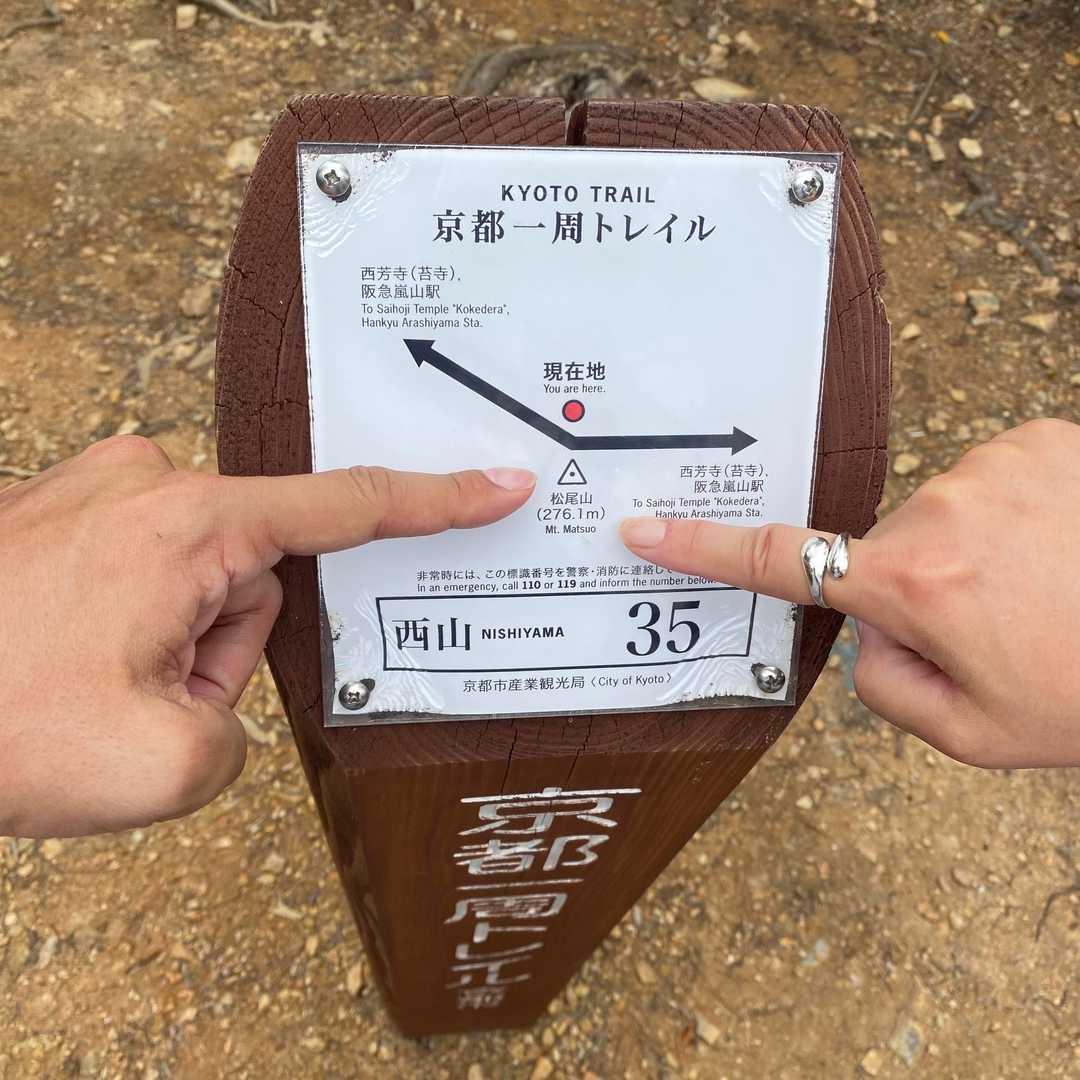 KYOTO TRAIL
京都一周トレイル
西芳寺（苔寺）、
阪急嵐山駅
To Saihoji Temple "Kokedera",
Hankyu Arashiyama Sta.
現在地
You are here.
松尾山
(276.1m)
Mt. Matsuo
西芳寺（苔寺）、
阪急嵐山駅
To Saihoji Temple "Kokedera",
Hankyu Arashiyama Sta.
非常時には、この標識番号を警察・消防に連絡し
In an emergency, call 110 or 119 and inform the number below.
西山 NISHIYAMA 35
京都市産業観光局〈City of Kyoto〉
京都一周トレイル